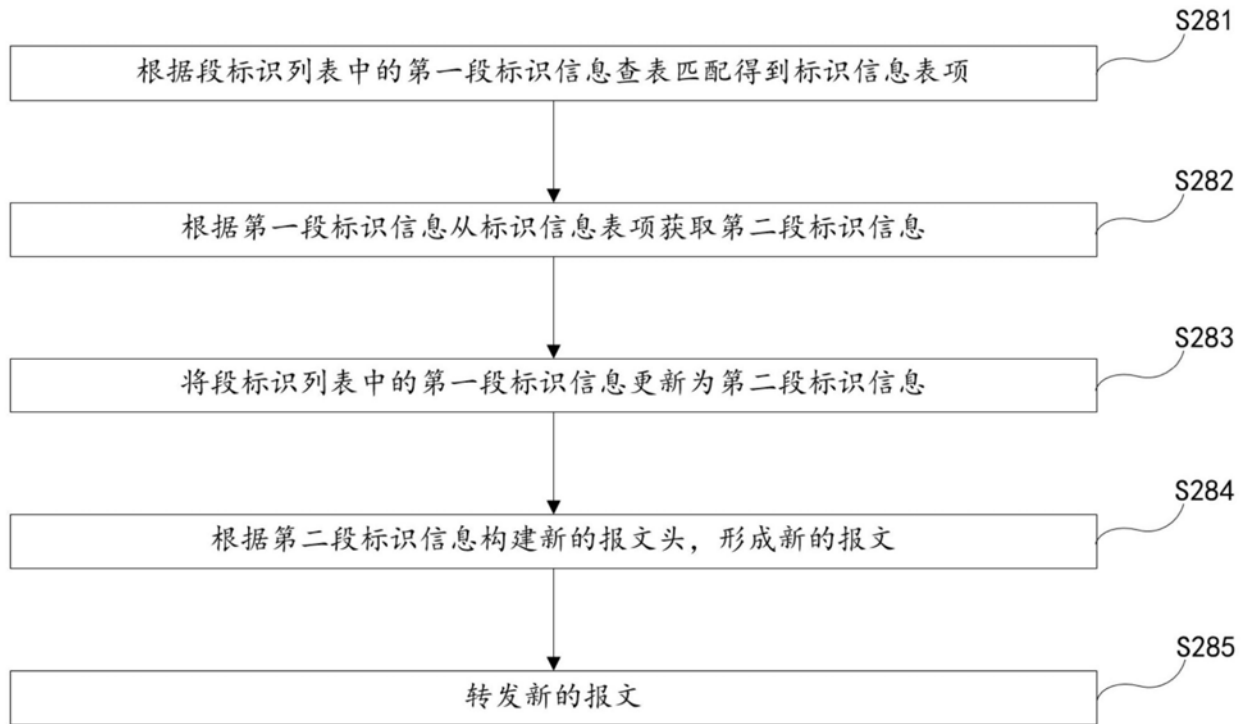 S281
根据段标识列表中的第一段标识信息查表匹配得到标识信息表项
S282
根据第一段标识信息从标识信息表项获取第二段标识信息
S283
将段标识列表中的第一段标识信息更新为第二段标识信息
S284
根据第二段标识信息构建新的报文头，形成新的报文
S285
转发新的报文